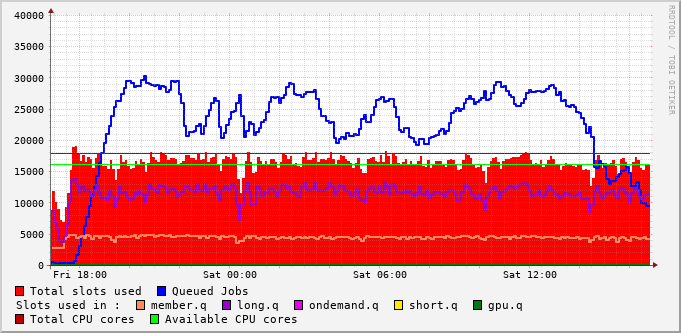 40000
35000
30000
25000
20000
15000
10000
5000
0
Fri 18:00 Sat 00:00 Sat 06:00 Sat 12:00
RRDTOOL / TOBI OETIKER
Total slots used Queued Jobs
Slots used in : member.q long.q ondemand.q short.q gpu.q
Total CPU cores Available CPU cores